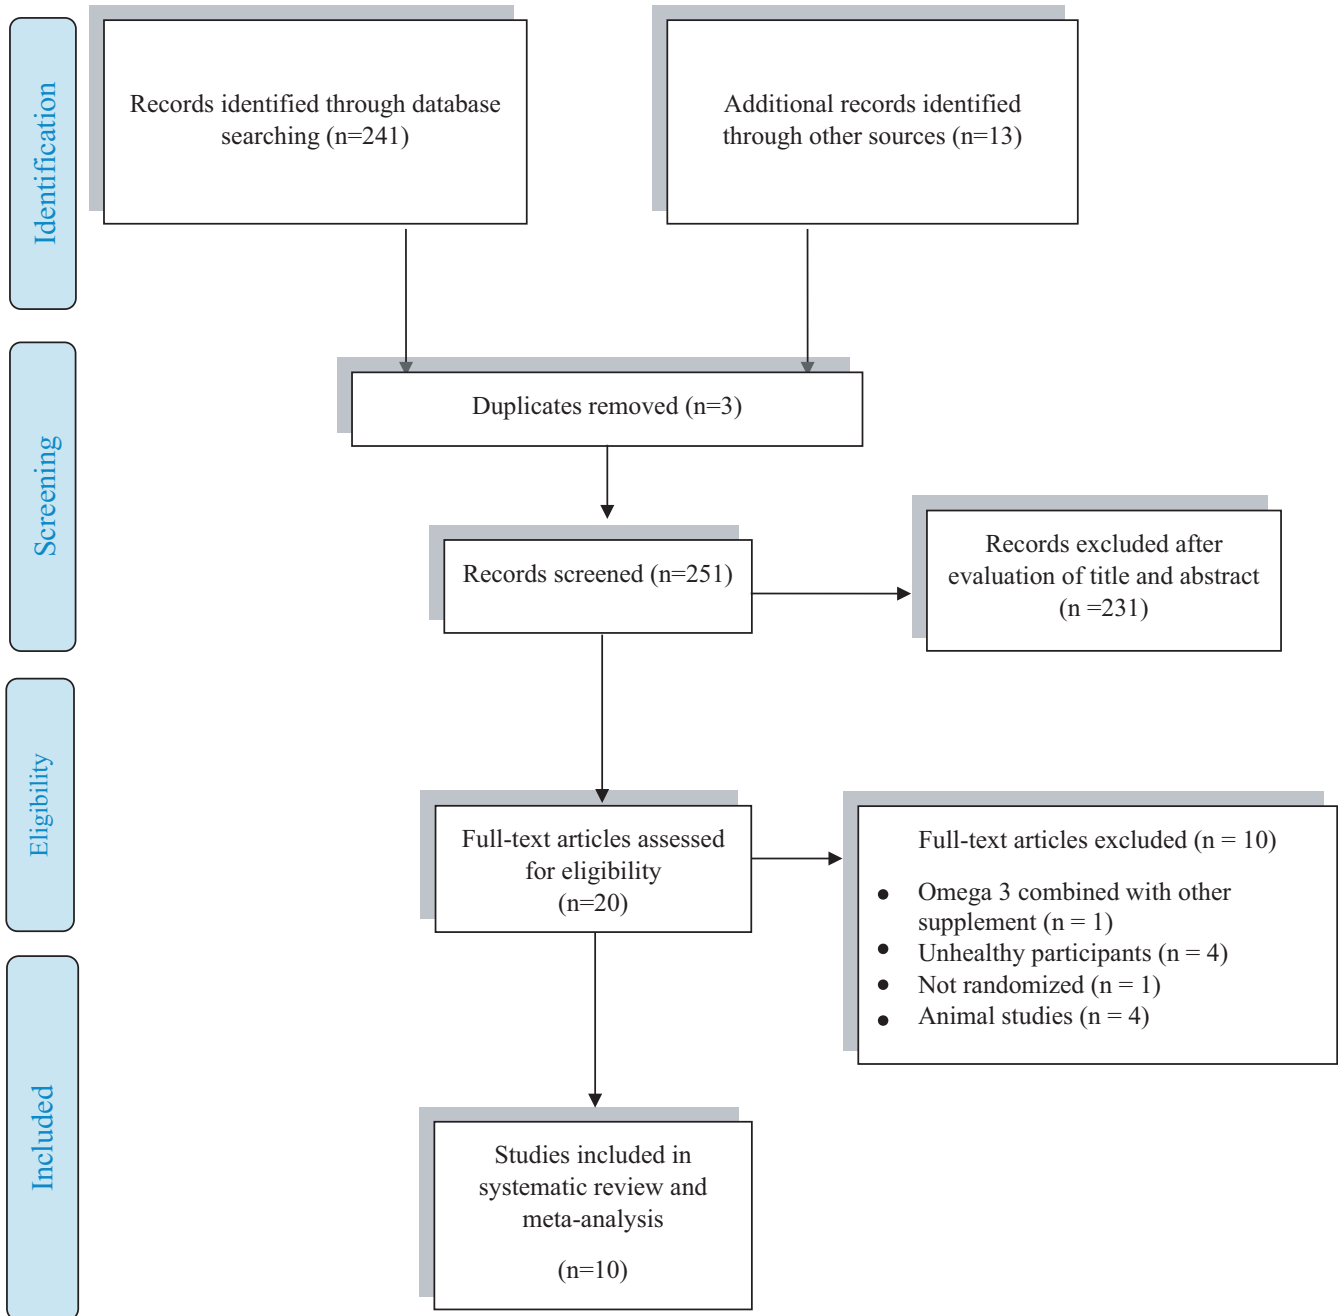 Identification
Records identified through database
searching (n=241)
Additional records identified
through other sources (n=13)
Screening
Duplicates removed (n=3)
Records screened (n=251)
Records excluded after
evaluation of title and abstract
(n =231)
Eligibility
Full-text articles assessed
for eligibility
(n=20)
Full-text articles excluded (n = 10)
● Omega 3 combined with other
supplement (n = 1)
● Unhealthy participants (n = 4)
● Not randomized (n = 1)
● Animal studies (n = 4)
Included
Studies included in
systematic review and
meta-analysis
(n=10)